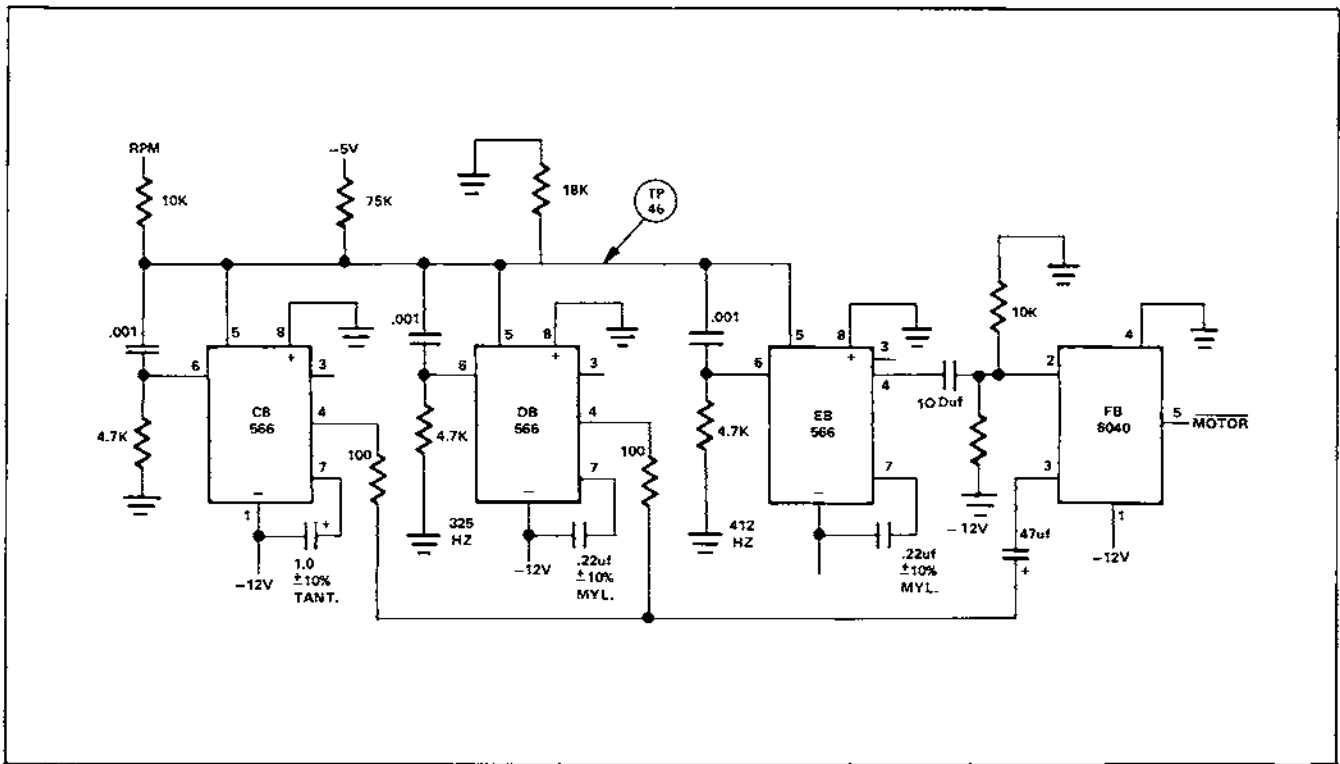 RPM
10K
−5V
75K
18K
TP
46
.001
5
8
+
6
3
CB
566
4
4.7K
7
−
1
100
−12V
+
1.0
±10%
TANT.
.001
5
8
+
6
3
DB
566
4
4.7K
7
−
100
325
HZ
−12V
.22uf
±10%
MYL.
.001
5
8
+
6
3
4
EB
566
4.7K
7
−
412
HZ
.22uf
±10%
MYL.
10K
4
2
FB
5
MOTOR
3
−12V
47uf
+
1
−12V